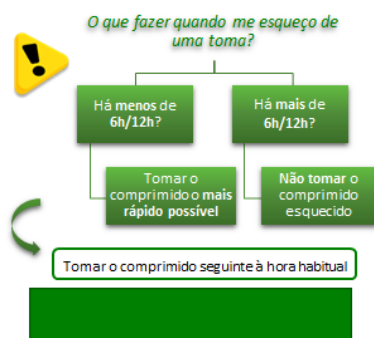 O que fazer quando me esqueço de
uma toma?
Há menos de
6h/12h?
Há mais de
6h/12h?
Tomar o
comprimido o mais
rápido possível
Não tomar o
comprimido
esquecido
Tomar o comprimido seguinte à hora habitual